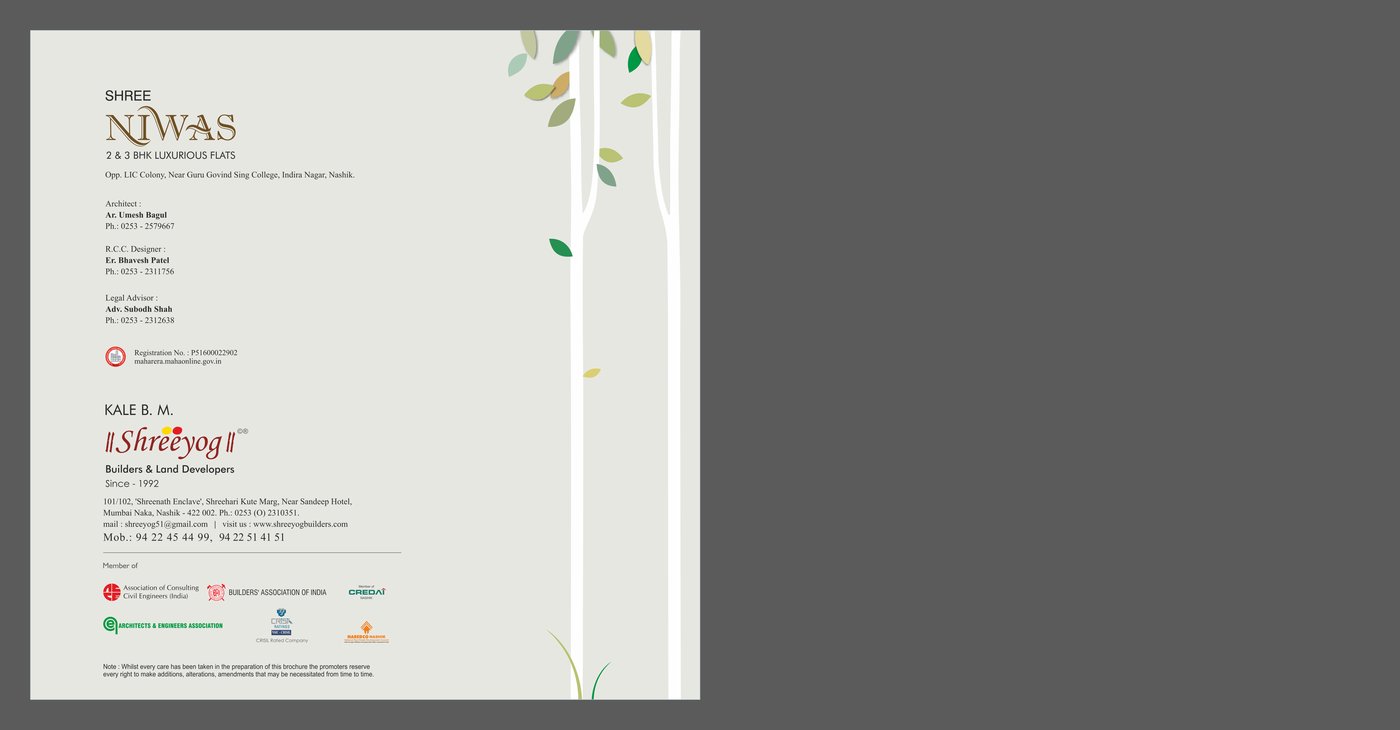 SHREE
NIWAS
2 & 3 BHK LUXURIOUS FLATS
Opp. LIC Colony, Near Guru Govind Sing College, Indira Nagar, Nashik.
Architect :
Ar. Umesh Bagul
Ph.: 0253 - 2579667
R.C.C. Designer :
Er. Bhavesh Patel
Ph.: 0253 - 2311756
Legal Advisor :
Adv. Subodh Shah
Ph.: 0253 - 2312638
Registration No. : P51600022902
maharera.mahaonline.gov.in
KALE B. M.
||Shreeyog|| ©®
Builders & Land Developers
Since - 1992
101/102, 'Shreenath Enclave', Shreehari Kute Marg, Near Sandeep Hotel,
Mumbai Naka, Nashik - 422 002. Ph.: 0253 (O) 2310351.
mail : shreeyog51@gmail.com | visit us : www.shreeyogbuilders.com
Mob.: 94 22 45 44 99, 94 22 51 41 51
Member of
Association of Consulting
Civil Engineers (India)
BUILDERS' ASSOCIATION OF INDIA
Member of
CREDAI
NASHIK
ARCHITECTS & ENGINEERS ASSOCIATION
CRISIL
RATINGS
CRISIL Rated Company
NAREDCO NASHIK
Note : Whilst every care has been taken in the preparation of this brochure the promoters reserve
every right to make additions, alterations, amendments that may be necessitated from time to time.